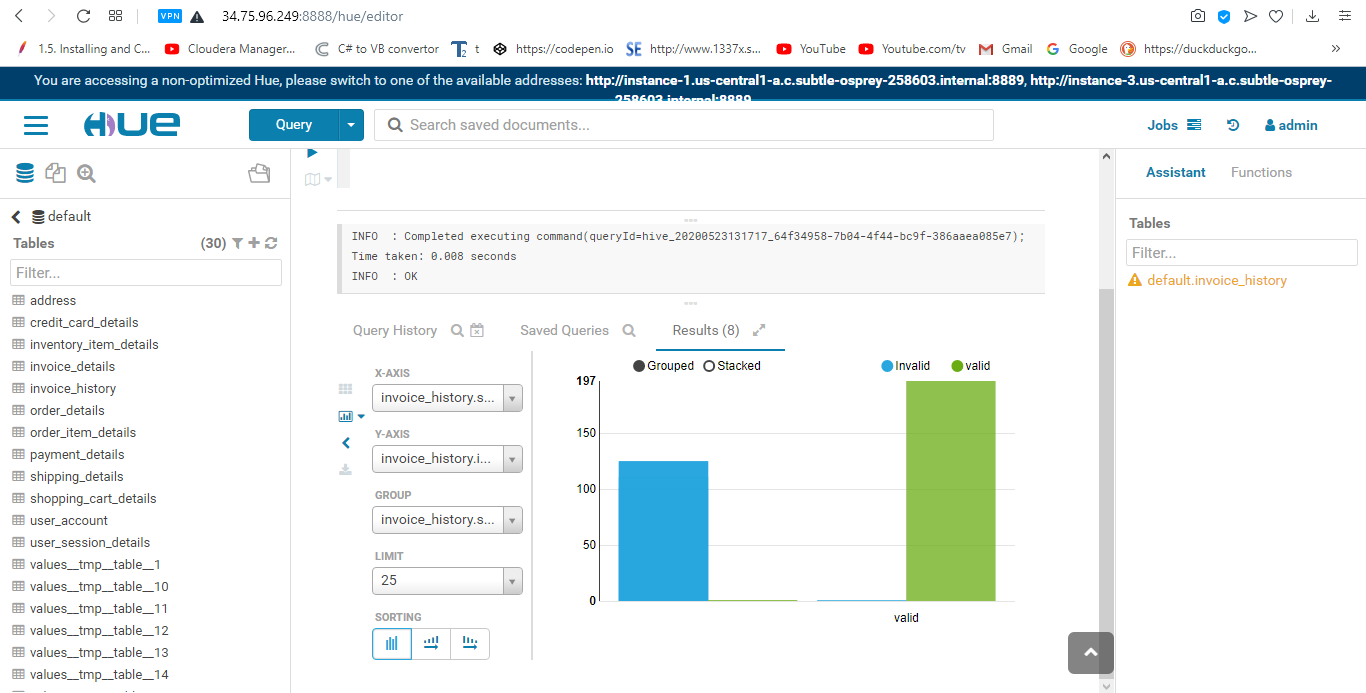 VPN
34.75.96.249:8888/hue/editor
1.5. Installing and C...
Cloudera Manager...
C# to VB convertor
t
https://codepen.io
SE http://www.1337x.s...
YouTube
Youtube.com/tv
Gmail
Google
https://duckduckgo...
»
You are accessing a non-optimized Hue, please switch to one of the available addresses: http://instance-1.us-central1-a.c.subtle-osprey-258603.internal:8889, http://instance-3.us-central1-a.c.subtle-osprey-
258603.internal:8889
HUE
Query
Search saved documents...
Jobs
admin
default
Tables
(30)
Filter...
address
credit_card_details
inventory_item_details
invoice_details
invoice_history
order_details
order_item_details
payment_details
shipping_details
shopping_cart_details
user_account
user_session_details
values__tmp__table__1
values__tmp__table__10
values__tmp__table__11
values__tmp__table__12
values__tmp__table__13
values__tmp__table__14
INFO : Completed executing command(queryId=hive_20200523131717_64f34958-7b04-4f44-bc9f-386aaea085e7);
Time taken: 0.008 seconds
INFO : OK
Query History
Saved Queries
Results (8)
X-AXIS
invoice_history.s...
Y-AXIS
invoice_history.i...
GROUP
invoice_history.s...
LIMIT
25
SORTING
Grouped
Stacked
Invalid
valid
197
150
100
50
0
valid
Assistant
Functions
Tables
Filter...
default.invoice_history